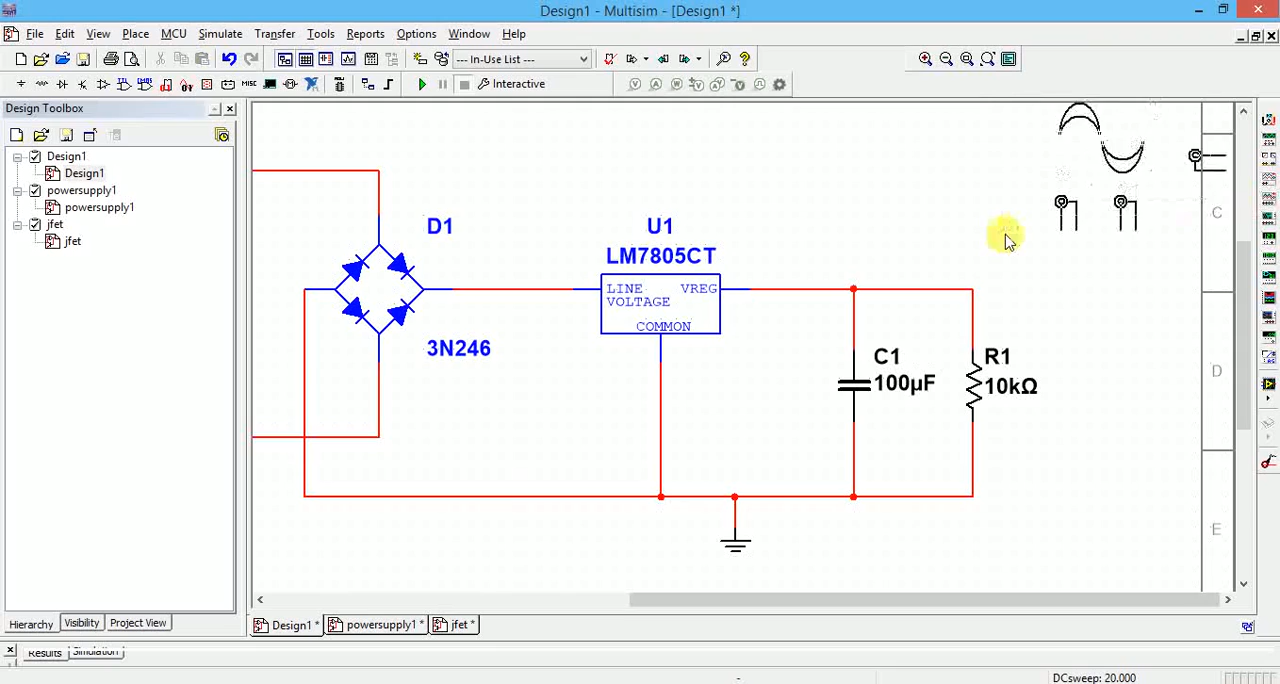 Design1 - Multisim - [Design1 *]
File Edit View Place MCU Simulate Transfer Tools Reports Options Window Help
--- In-Use List ---
MISC Interactive
Design Toolbox
Design1
Design1
powersupply1
powersupply1
jfet
jfet
D1
3N246
U1
LM7805CT
LINE VREG
VOLTAGE
COMMON
C1
100µF
R1
10kΩ
C
D
E
Hierarchy Visibility Project View
Design1 * powersupply1 * jfet *
Results Simulation
- DCsweep: 20.000